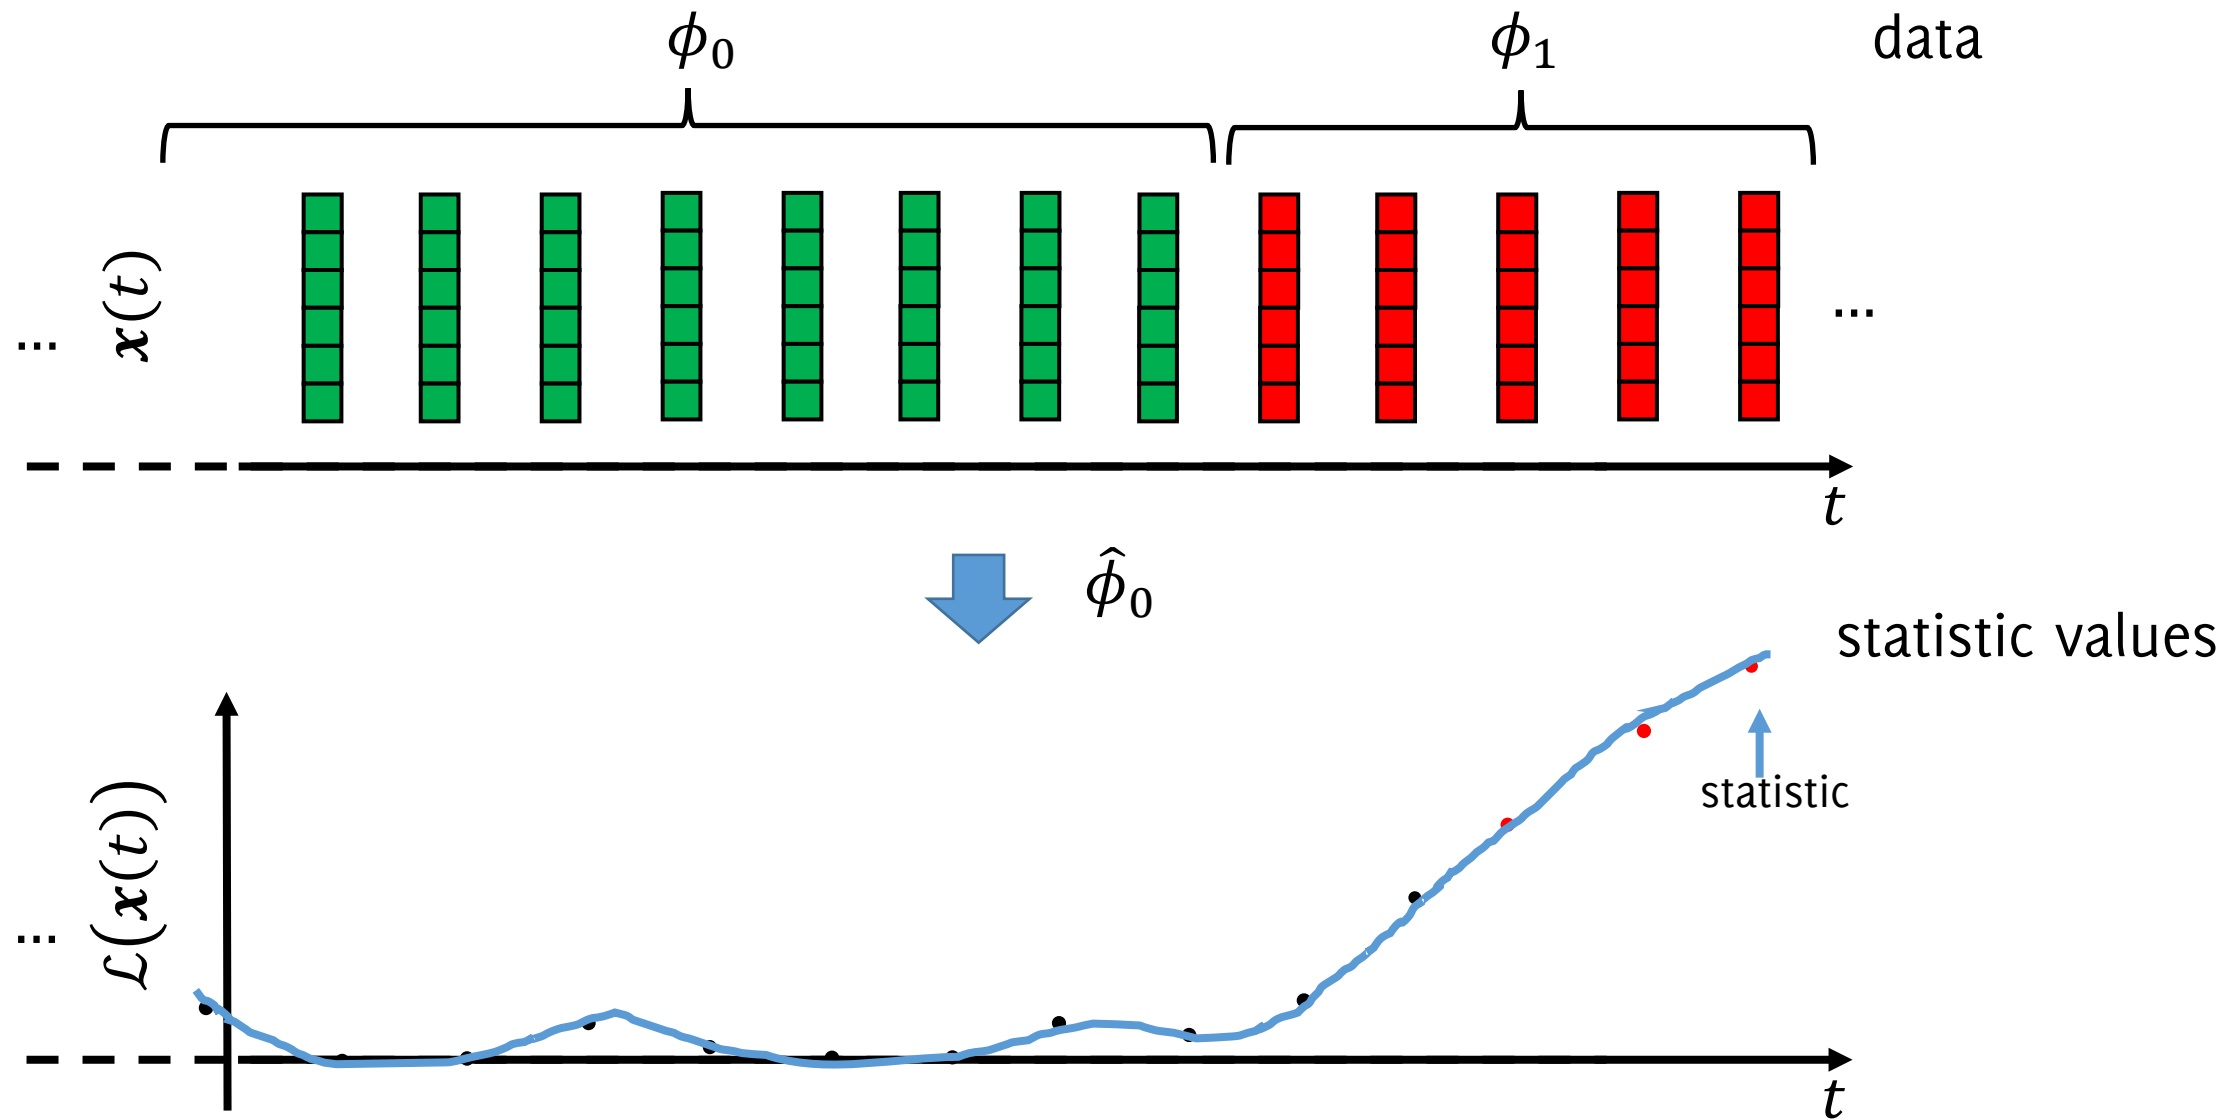 ϕ₀
ϕ₁
data
𝒙(𝑡)
...
...
𝑡
ϕ̂₀
statistic values
statistic
ℒ(𝒙(𝑡))
...
𝑡